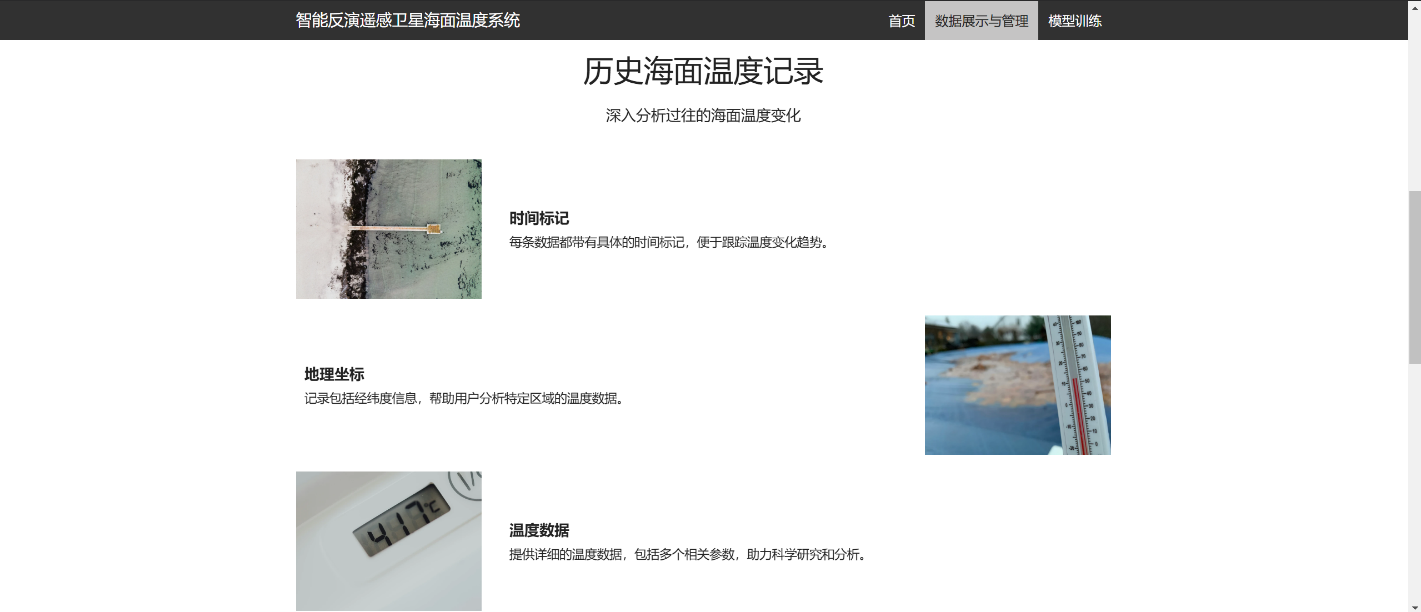 智能反演遥感卫星海面温度系统
首页 数据展示与管理 模型训练
历史海面温度记录
深入分析过往的海面温度变化
时间标记
每条数据都带有具体的时间标记，便于跟踪温度变化趋势。
地理坐标
记录包括经纬度信息，帮助用户分析特定区域的温度数据。
417°C
温度数据
提供详细的温度数据，包括多个相关参数，助力科学研究和分析。